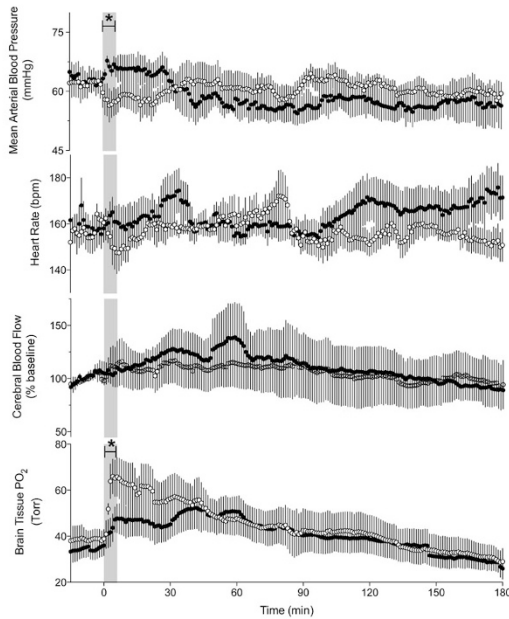 *
75
60
45
Mean Arterial Blood Pressure
(mmHg)
180
160
140
Heart Rate (bpm)
150
100
50
Cerebral Blood Flow
(% baseline)
*
80
60
40
20
Brain Tissue PO2
(Torr)
0 30 60 90 120 150 180
Time (min)